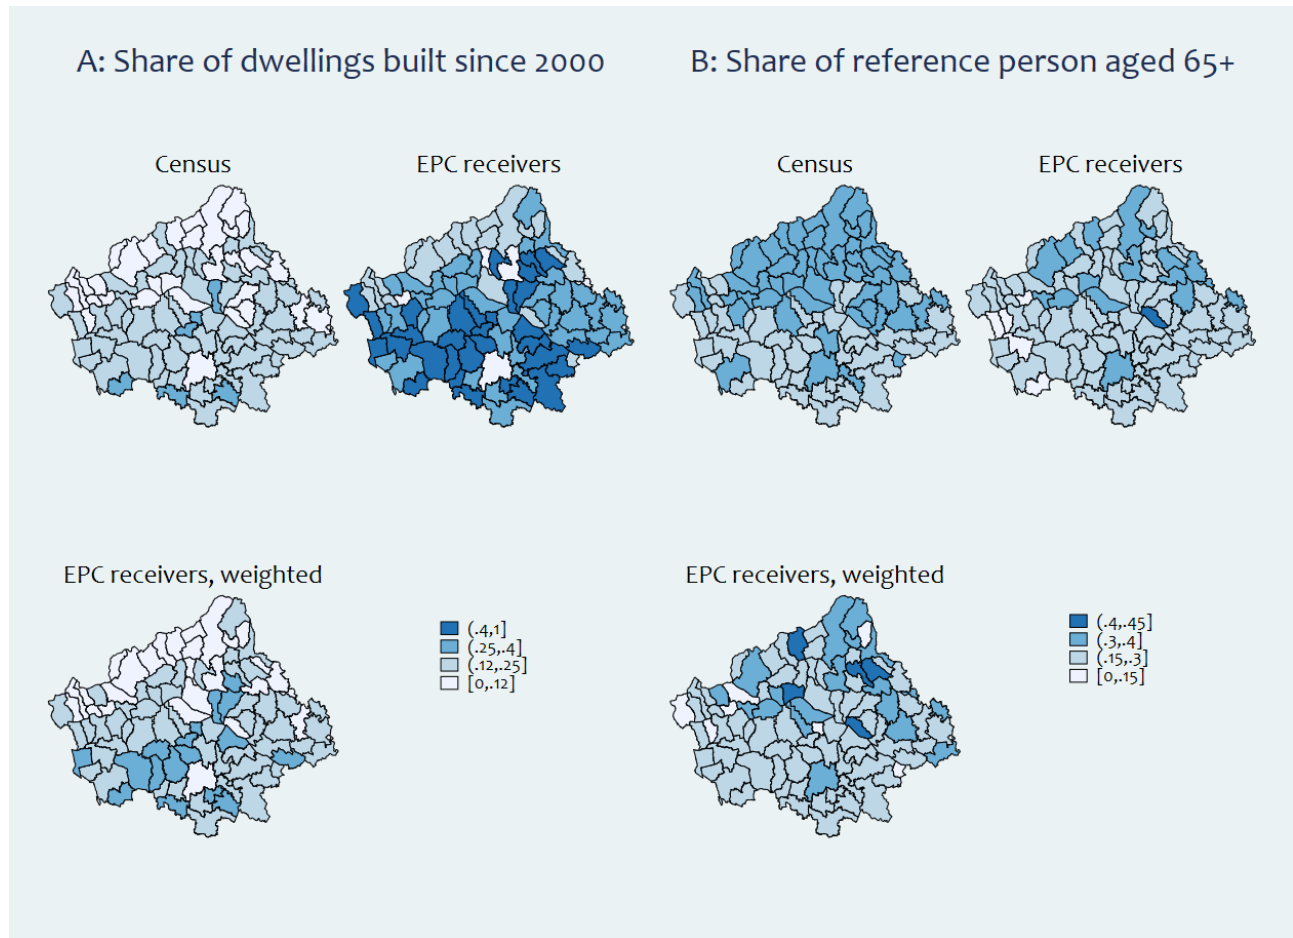 A: Share of dwellings built since 2000
B: Share of reference person aged 65+
Census
EPC receivers
Census
EPC receivers
EPC receivers, weighted
EPC receivers, weighted
(.4,1]
(.25,.4]
(.12,.25]
[0,.12]
(.4,.45]
(.3,.4]
(.15,.3]
[0,.15]